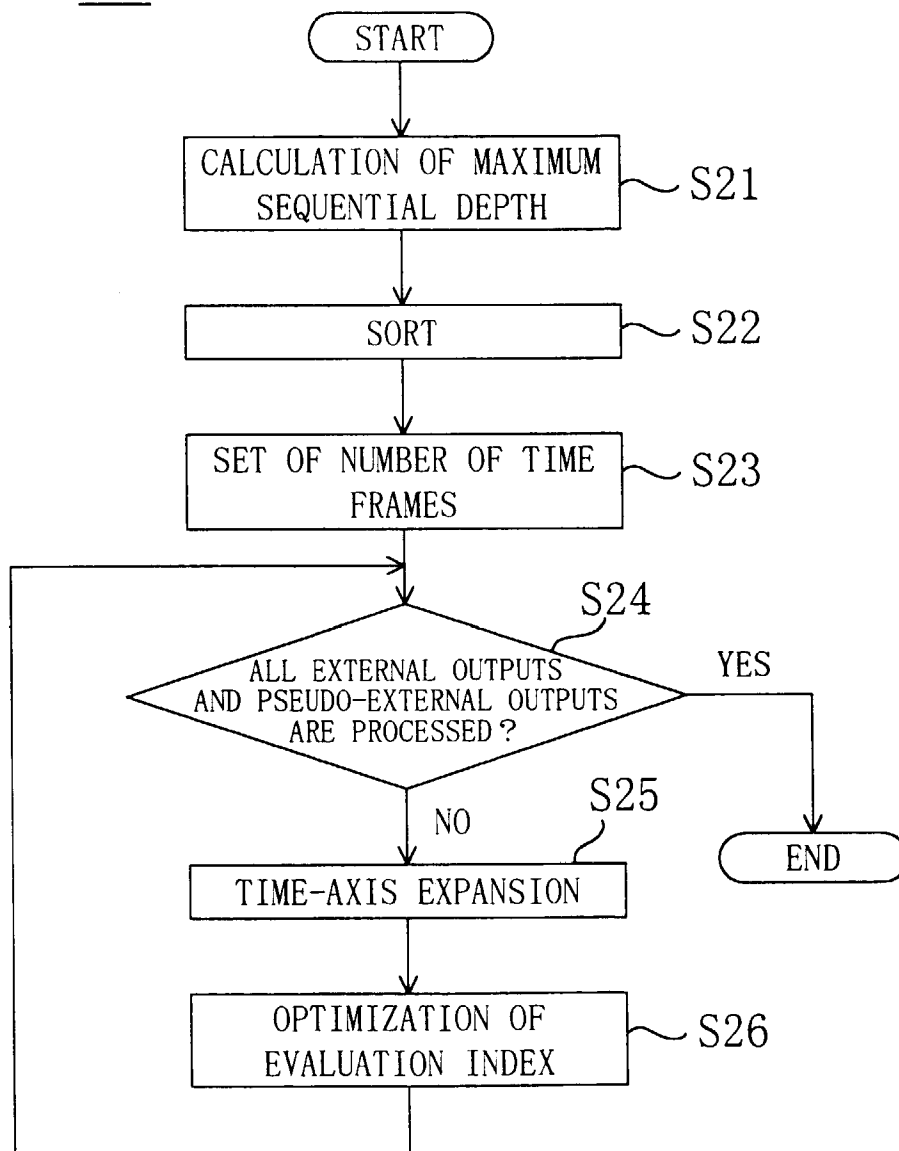 START
CALCULATION OF MAXIMUM
SEQUENTIAL DEPTH
S21
SORT
S22
SET OF NUMBER OF TIME
FRAMES
S23
S24
ALL EXTERNAL OUTPUTS
AND PSEUDO-EXTERNAL OUTPUTS
ARE PROCESSED?
YES
NO
S25
END
TIME-AXIS EXPANSION
OPTIMIZATION OF
EVALUATION INDEX
S26